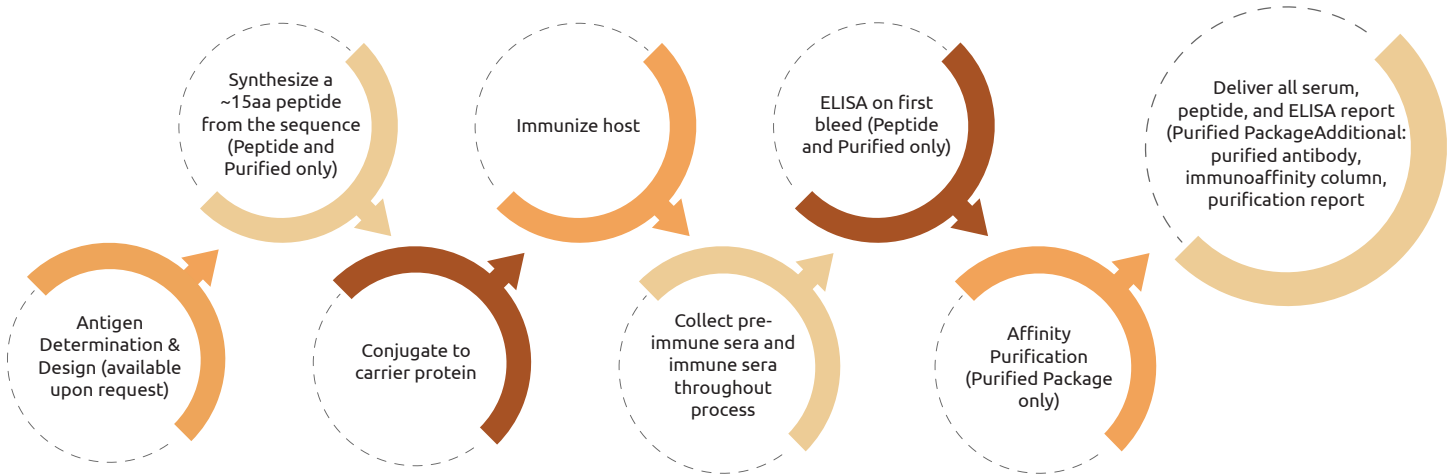 Antigen
Determination &
Design (available
upon request)
Synthesize a
~15aa peptide
from the sequence
(Peptide and
Purified only)
Conjugate to
carrier protein
Immunize host
Collect pre-
immune sera and
immune sera
throughout
process
ELISA on first
bleed (Peptide
and Purified only)
Affinity
Purification
(Purified Package
only)
Deliver all serum,
peptide, and ELISA report
(Purified PackageAdditional:
purified antibody,
immunoaffinity column,
purification report